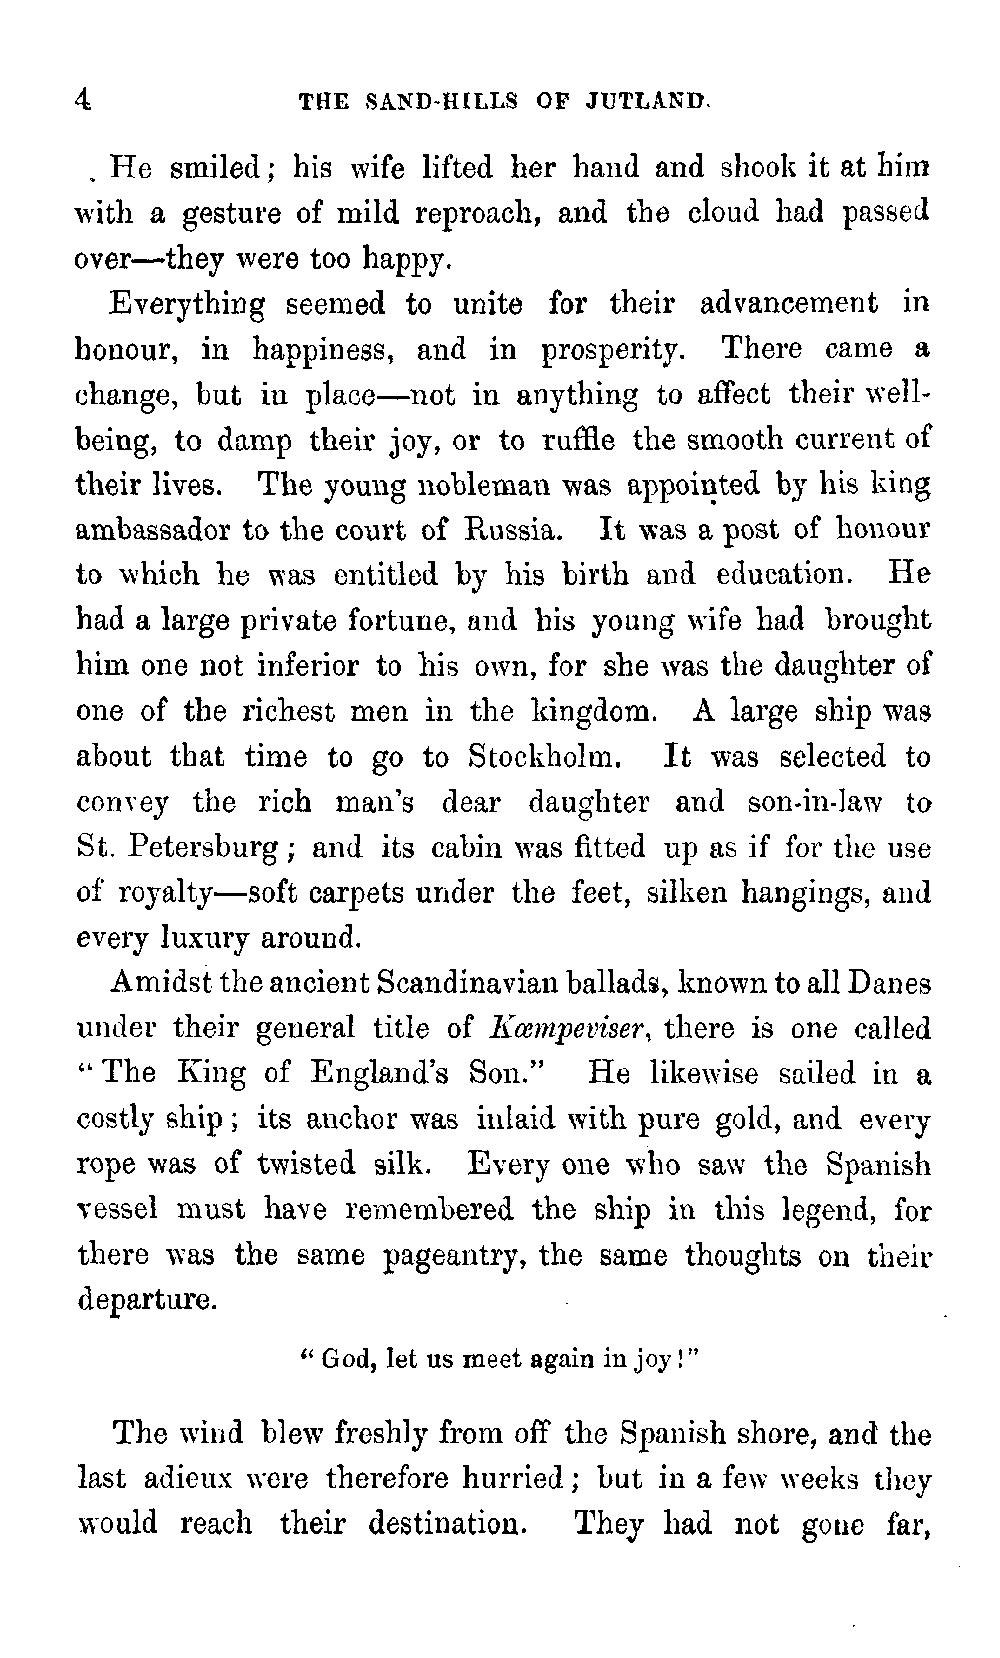 4 THE SAND-HILLS OF JUTLAND.
He smiled; his wife lifted her hand and shook it at him
with a gesture of mild reproach, and the cloud had passed
over—they were too happy.
Everything seemed to unite for their advancement in
honour, in happiness, and in prosperity. There came a
change, but in place—not in anything to affect their well-
being, to damp their joy, or to ruffle the smooth current of
their lives. The young nobleman was appointed by his king
ambassador to the court of Russia. It was a post of honour
to which he was entitled by his birth and education. He
had a large private fortune, and his young wife had brought
him one not inferior to his own, for she was the daughter of
one of the richest men in the kingdom. A large ship was
about that time to go to Stockholm. It was selected to
convey the rich man's dear daughter and son-in-law to
St. Petersburg; and its cabin was fitted up as if for the use
of royalty—soft carpets under the feet, silken hangings, and
every luxury around.
Amidst the ancient Scandinavian ballads, known to all Danes
under their general title of Kœmpeviser, there is one called
“The King of England's Son.” He likewise sailed in a
costly ship; its anchor was inlaid with pure gold, and every
rope was of twisted silk. Every one who saw the Spanish
vessel must have remembered the ship in this legend, for
there was the same pageantry, the same thoughts on their
departure.
“God, let us meet again in joy!”
The wind blew freshly from off the Spanish shore, and the
last adieux were therefore hurried; but in a few weeks they
would reach their destination. They had not gone far,